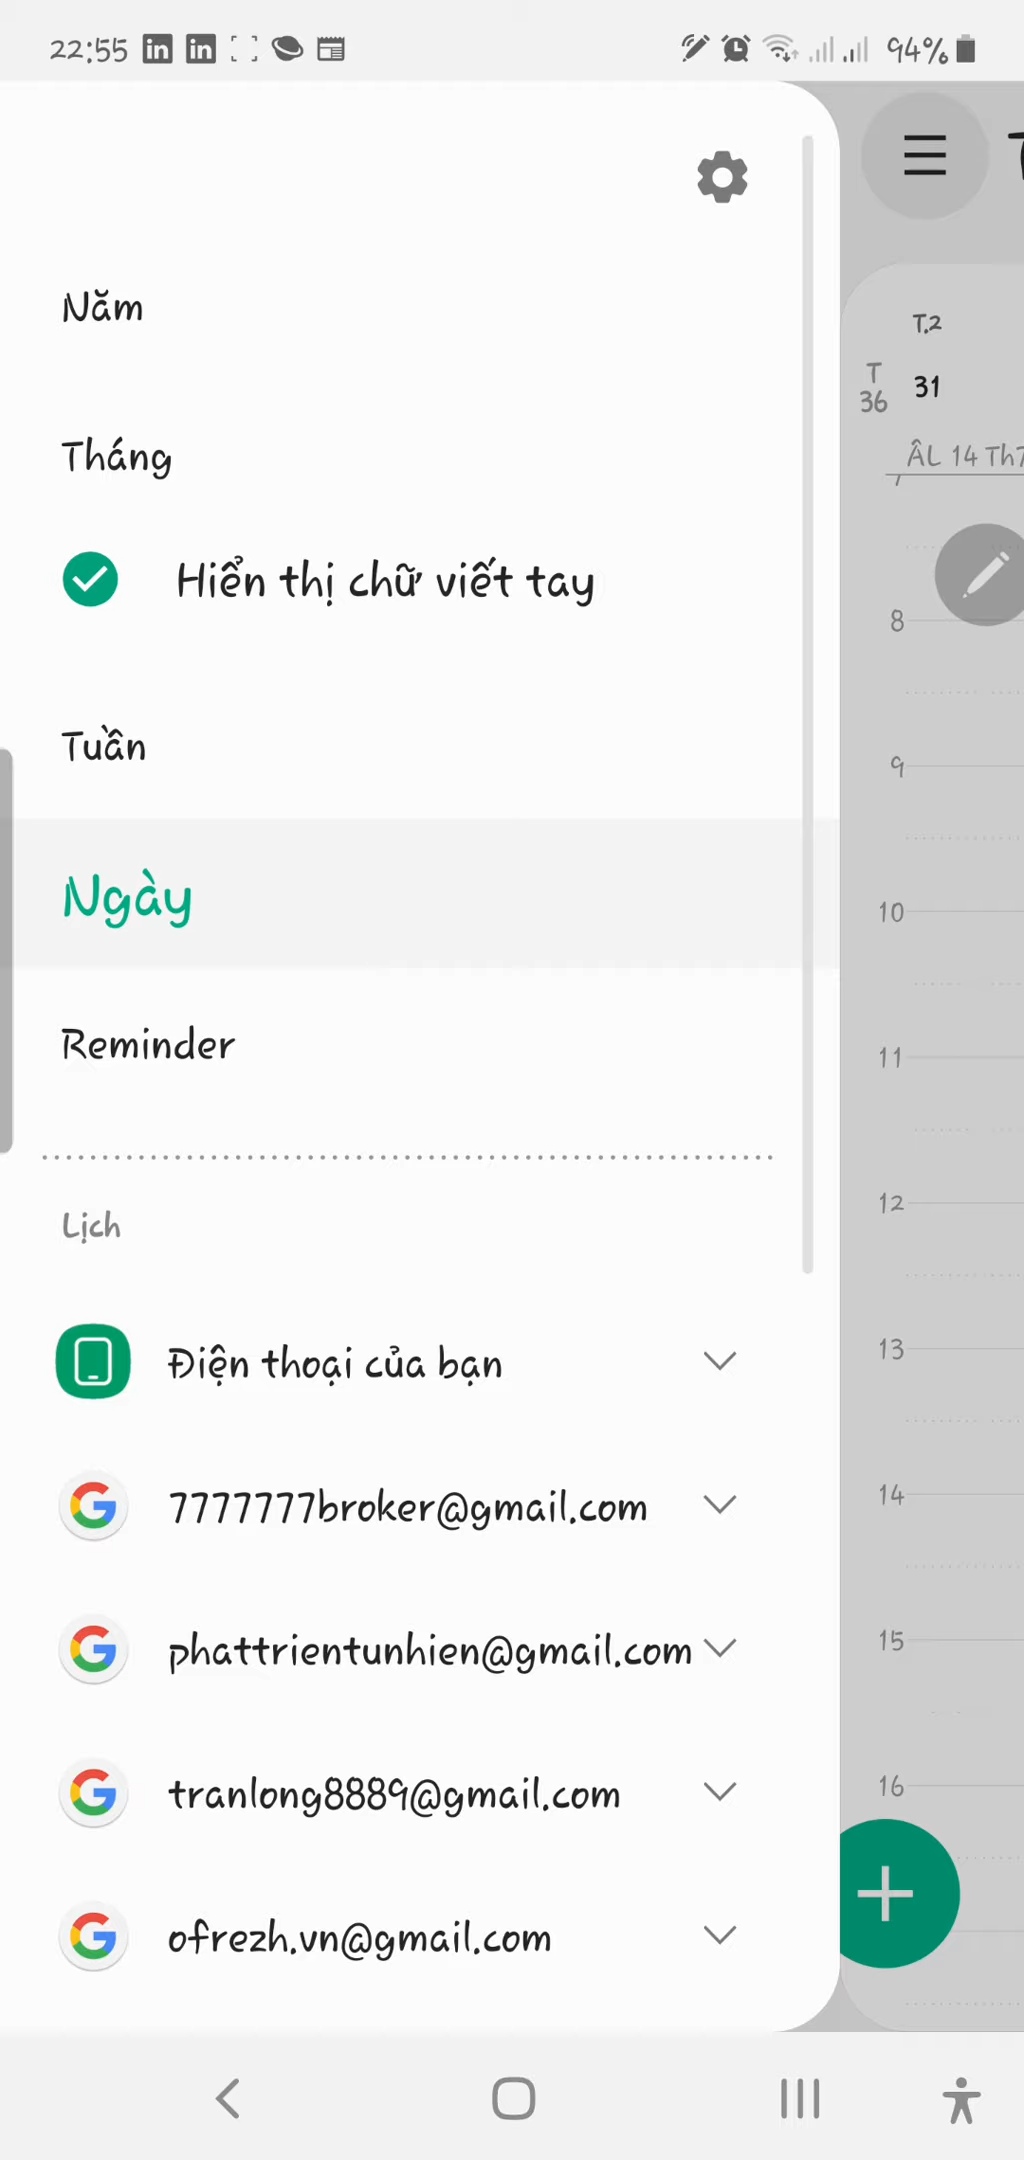 22:55
94%
Năm
Tháng
Hiển thị chữ viết tay
Tuần
Ngày
Reminder
Lịch
Điện thoại của bạn
7777777broker@gmail.com
phattrientunhien@gmail.com
tranlong8889@gmail.com
ofrezh.vn@gmail.com
T.2
T
36
31
ÂL 14 Th7
8
9
10
11
12
13
14
15
16